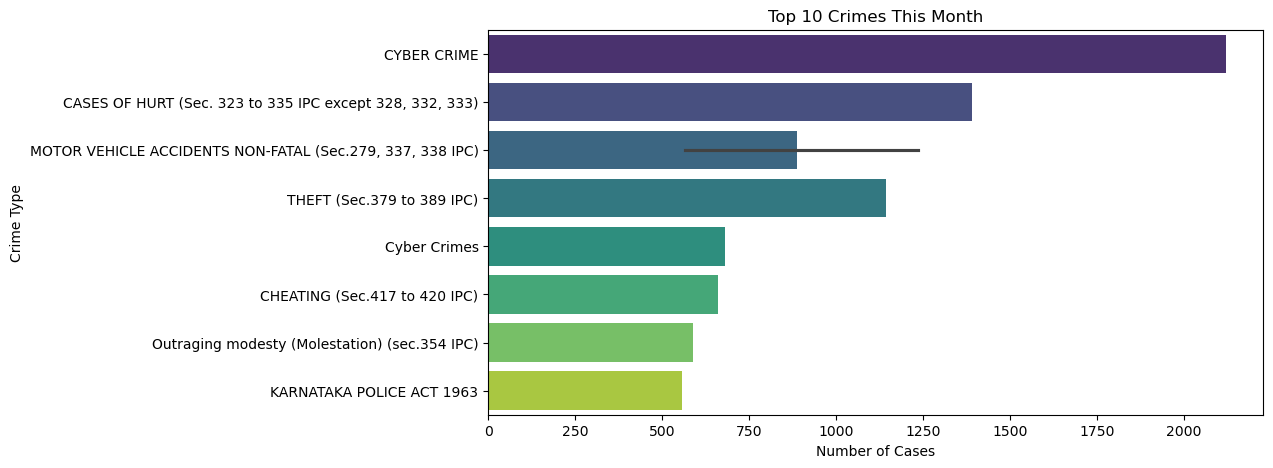 Top 10 Crimes This Month
Crime Type
CYBER CRIME
CASES OF HURT (Sec. 323 to 335 IPC except 328, 332, 333)
MOTOR VEHICLE ACCIDENTS NON-FATAL (Sec.279, 337, 338 IPC)
THEFT (Sec.379 to 389 IPC)
Cyber Crimes
CHEATING (Sec.417 to 420 IPC)
Outraging modesty (Molestation) (sec.354 IPC)
KARNATAKA POLICE ACT 1963
0 250 500 750 1000 1250 1500 1750 2000
Number of Cases